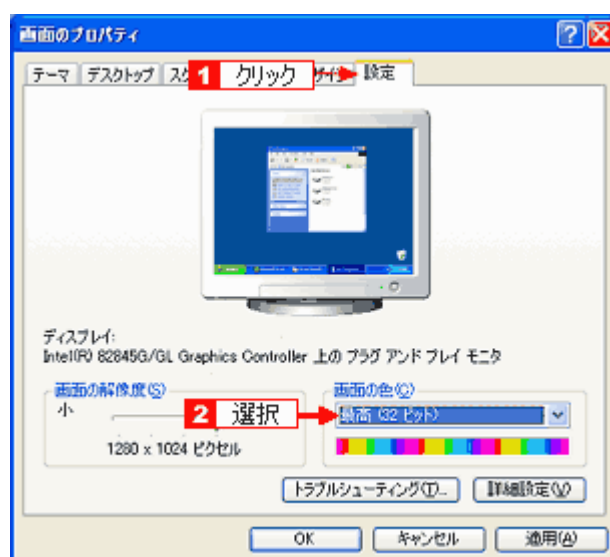 画面のプロパティ
テーマ デスクトップ 1 クリック 設定
ディスプレイ:
Intel(R) 82845G/GL Graphics Controller 上の プラグ アンド プレイ モニタ
画面の解像度(S)
小
1280 x 1024 ピクセル
画面の色(C)
2 選択
最高 (32 ビット)
トラブルシューティング(T)... 詳細設定(V)
OK キャンセル 適用(A)